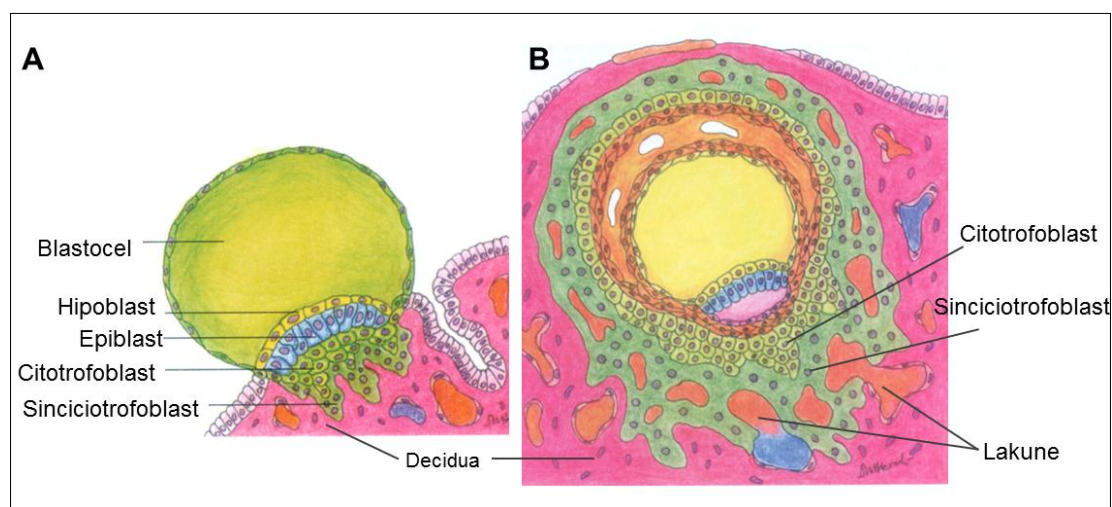 A
B
Blastocel
Hipoblast
Epiblast
Citotrofoblast
Sinciciotrofoblast
Decidua
Citotrofoblast
Sinciciotrofoblast
Lakune